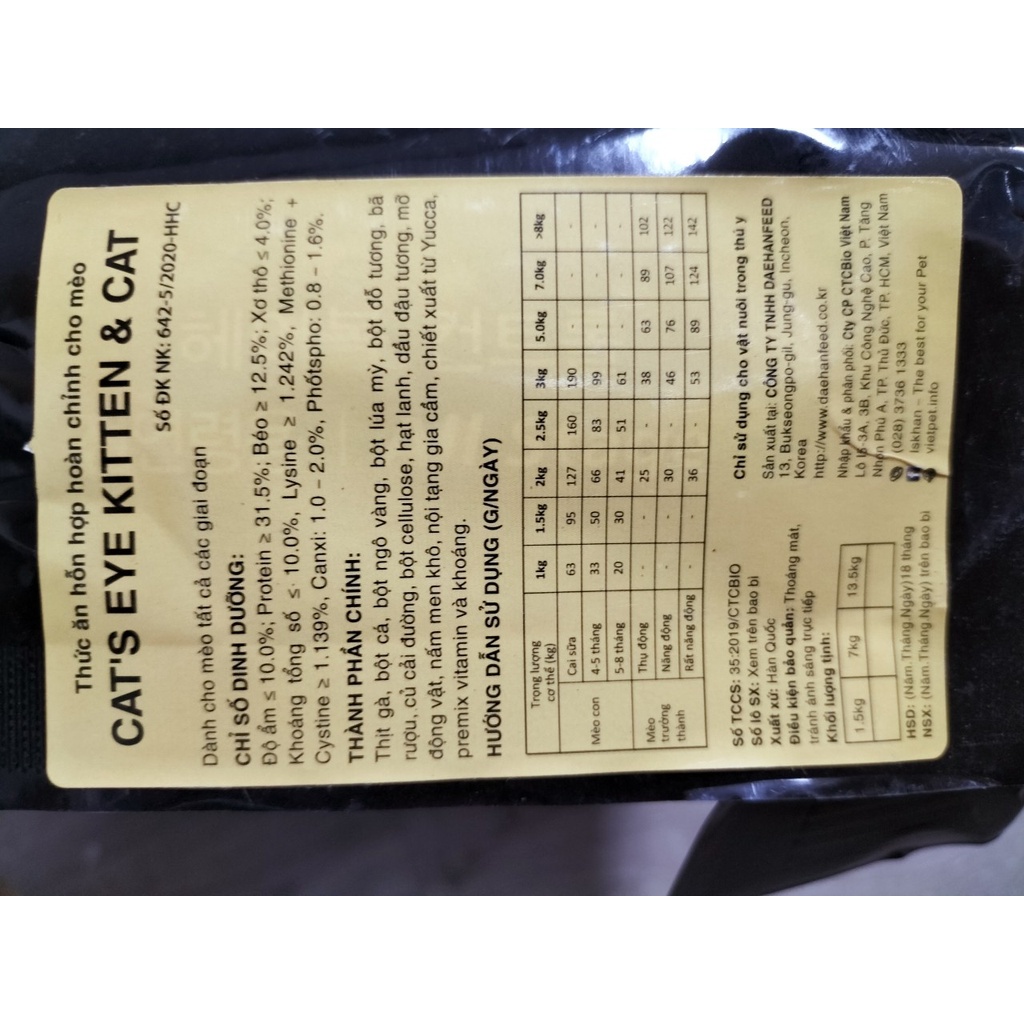 Thức ăn hỗn hợp hoàn chỉnh cho mèo
CAT'S EYE KITTEN & CAT
Số ĐK NK: 642-5/2020-HHC
Dành cho mèo tất cả các giai đoạn
CHỈ SỐ DINH DƯỠNG:
Độ ẩm ≤ 10.0%; Protein ≥ 31.5%; Béo ≥ 12.5%; Xơ thô ≤ 4.0%;
Khoáng tổng số ≤ 10.0%, Lysine ≥ 1.242%, Methionine +
Cystine ≥ 1.139%, Canxi: 1.0 – 2.0%, Phốtspho: 0.8 – 1.6%.
THÀNH PHẦN CHÍNH:
Thịt gà, bột cá, bột ngô vàng, bột lúa mỳ, bột đỗ tương, bã
rượu, củ cải đường, bột cellulose, hạt lanh, dầu đậu tương, mỡ
động vật, nấm men khô, nội tạng gia cầm, chiết xuất từ Yucca,
premix vitamin và khoáng.
HƯỚNG DẪN SỬ DỤNG (G/NGÀY)
Trọng lượng cơ thể (kg) 1kg 1.5kg 2kg 2.5kg 3kg 5.0kg 7.0kg >8kg
Mèo con Cai sữa 63 95 127 160 190 - - -
4-5 tháng 33 50 66 83 99 - - -
5-8 tháng 20 30 41 51 61 - - -
Mèo trưởng thành Thụ động - - 25 - 38 63 89 102
Năng động - - 30 - 46 76 107 122
Rất năng động - - 36 - 53 89 124 142
Số TCCS: 35:2019/CTCBIO
Số lô SX: Xem trên bao bì
Xuất xứ: Hàn Quốc
Điều kiện bảo quản: Thoáng mát,
tránh ánh sáng trực tiếp
Khối lượng tịnh:
1.5kg 7kg 13.5kg
HSD: (Năm.Tháng.Ngày)18 tháng
NSX: (Năm.Tháng.Ngày) trên bao bì
Chỉ sử dụng cho vật nuôi trong thú y
Sản xuất tại: CÔNG TY TNHH DAEHANFEED
13, Bukseongpo-gil, Jung-gu, Incheon,
Korea
http://www.daehanfeed.co.kr
Nhập khẩu & phân phối: Cty CP CTCBio Việt Nam
Lô I5-3A, 3B, Khu Công Nghệ Cao, P. Tăng
Nhơn Phú A, TP. Thủ Đức, TP. HCM, Việt Nam
(028) 3736 1333
Iskhan – The best for your Pet
vietpet.info